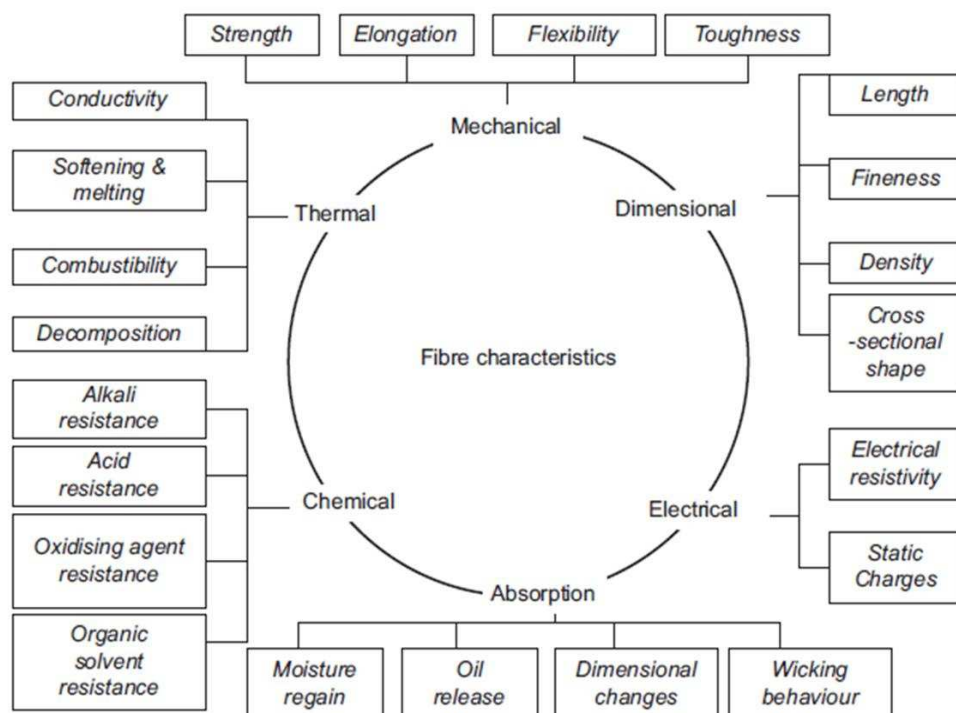 Strength
Elongation
Flexibility
Toughness
Mechanical
Conductivity
Softening &
melting
Combustibility
Decomposition
Thermal
Length
Fineness
Density
Cross
-sectional
shape
Dimensional
Fibre characteristics
Alkali
resistance
Acid
resistance
Oxidising agent
resistance
Organic
solvent
resistance
Chemical
Electrical
resistivity
Static
Charges
Electrical
Absorption
Moisture
regain
Oil
release
Dimensional
changes
Wicking
behaviour